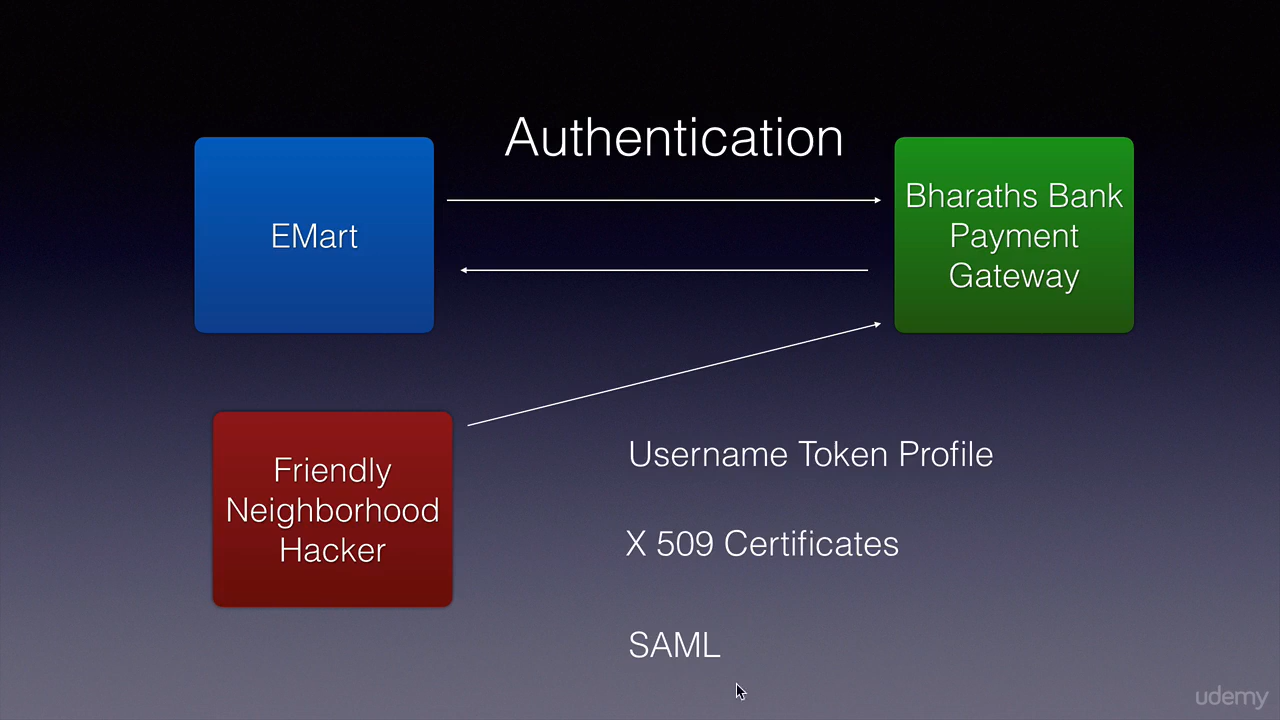 Authentication
EMart
Bharaths Bank
Payment
Gateway
Friendly
Neighborhood
Hacker
Username Token Profile
X 509 Certificates
SAML
udemy